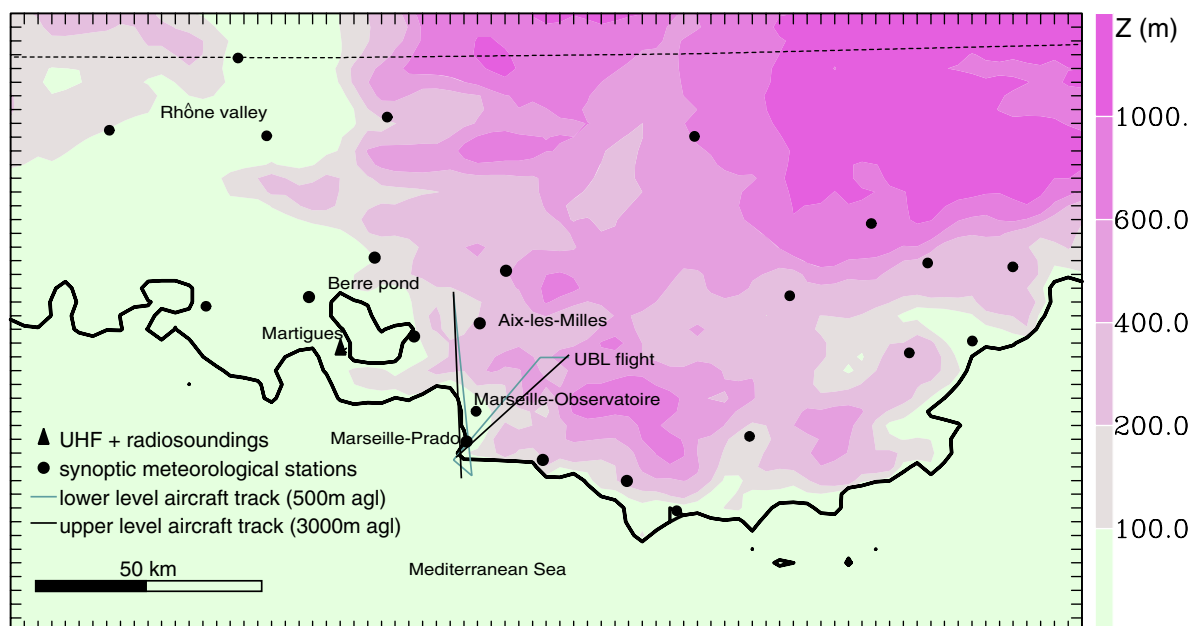 Z (m)
1000.
600.0
400.0
200.0
100.0
Rhône valley
Berre pond
Martigues
Aix-les-Milles
UBL flight
Marseille-Observatoire
Marseille-Prado
UHF + radiosoundings
synoptic meteorological stations
lower level aircraft track (500m agl)
upper level aircraft track (3000m agl)
50 km
Mediterranean Sea